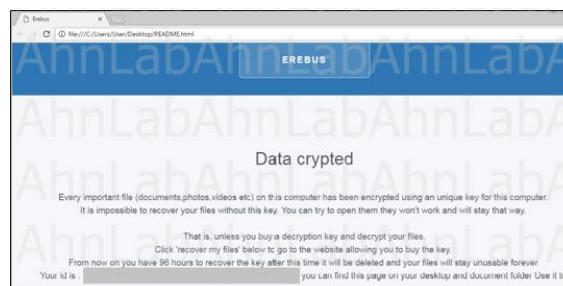 Erebus
file:///C:/Users/User/Desktop/README.html
EREBUS
AhnLabAhnLabAhnLabAhnLab
Data crypted
Every important file (documents,photos,videos etc) on this computer has been encrypted using an unique key for this computer.
It is impossible to recover your files without this key. You can try to open them they won't work and will stay that way.
That is, unless you buy a decryption key and decrypt your files.
Click 'recover my files' below to go to the website allowing you to buy the key.
From now on you have 96 hours to recover the key after this time it will be deleted and your files will stay unusable forever
Your id is . you can find this page on your desktop and document folder Use it to